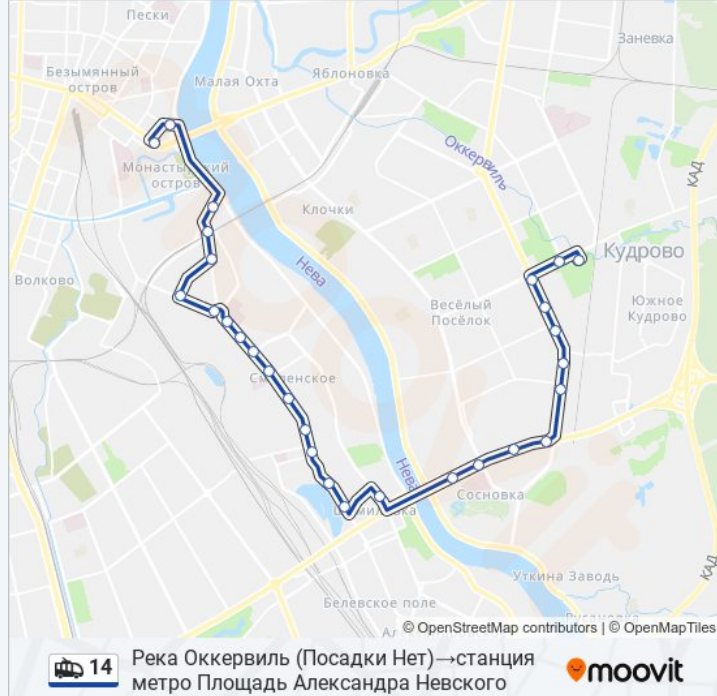 Пески
Заневка
Безымянный
остров
Малая Охта
Яблоновка
Оккервиль
КАД
Монастырский
остров
Клочки
Кудрово
Нева
Волково
Весёлый
Посёлок
Южное
Кудрово
Смоленское
Нева
Сосновка
Уткина Заводь
КАД
Белевское поле
© OpenStreetMap contributors | © OpenMapTiles
14
Река Оккервиль (Посадки Нет)→станция
метро Площадь Александра Невского
moovit